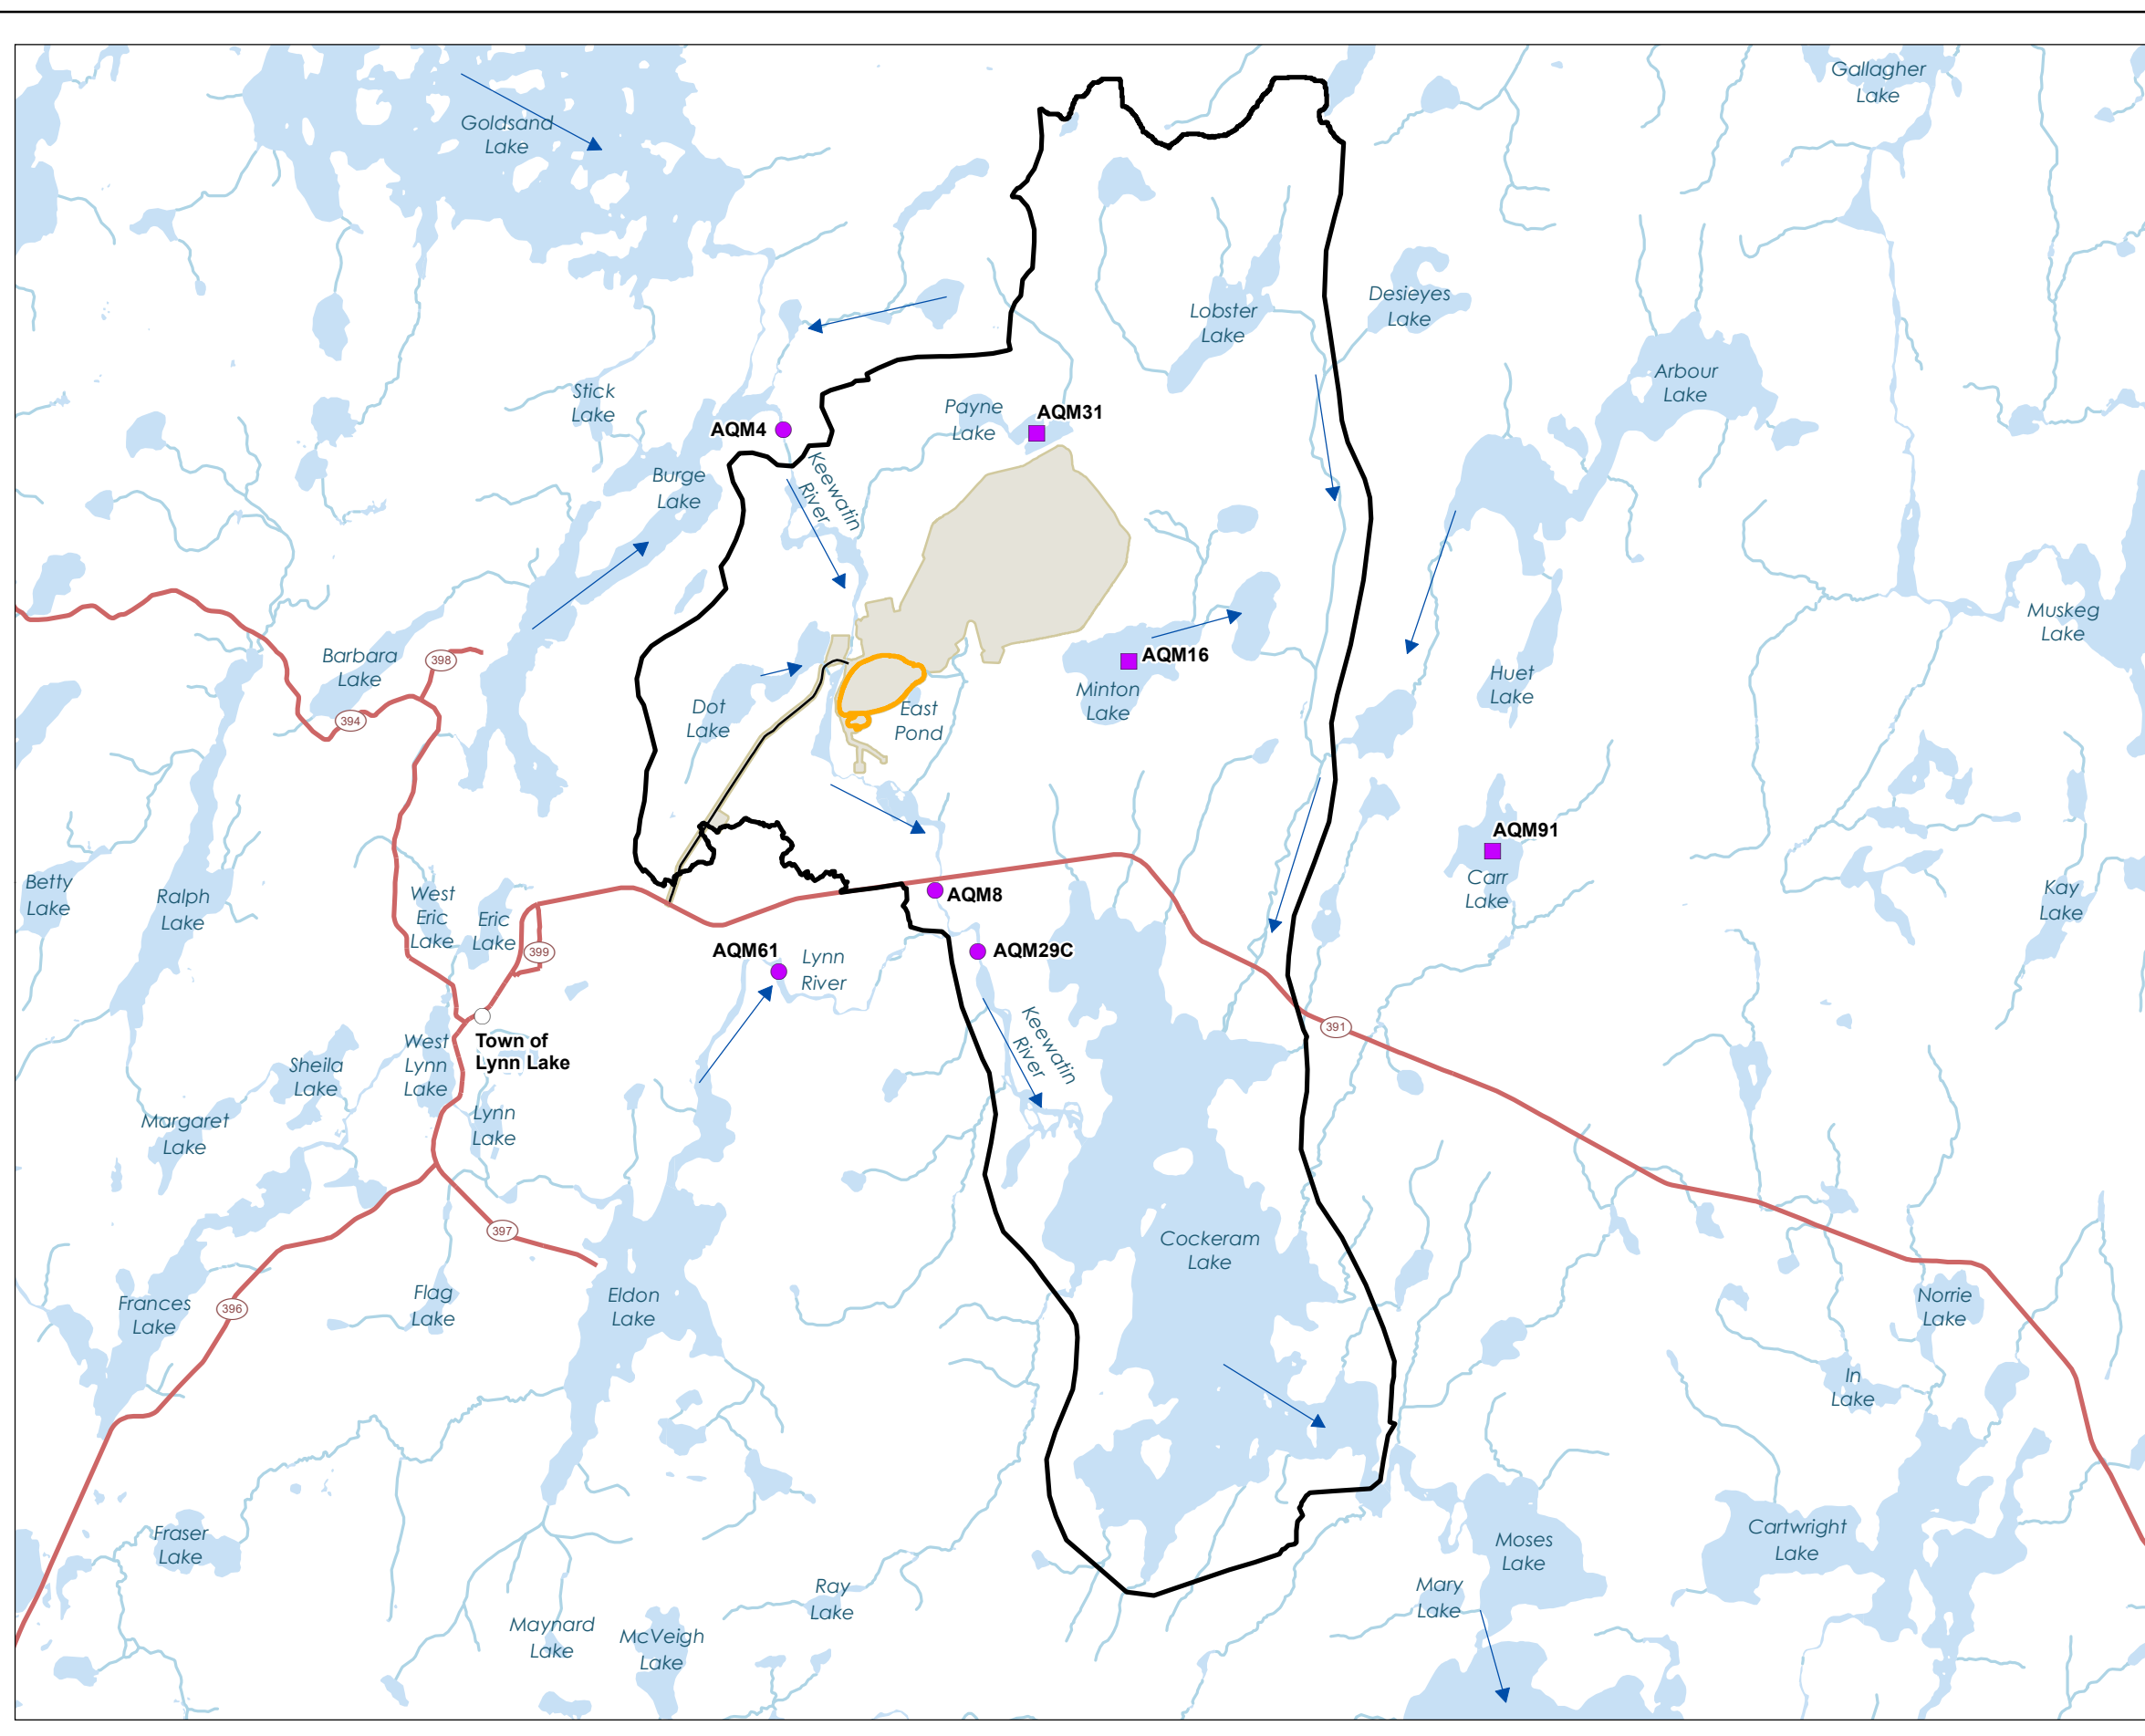 Gallagher
Lake
Goldsand
Lake
Lobster
Lake
Desieyes
Lake
Arbour
Lake
Stick
Lake
Payne
Lake
AQM31
AQM4
Keewatin
River
Burge
Lake
Muskeg
Lake
Barbara
Lake
398
394
AQM16
Minton
Lake
Huet
Lake
Dot
Lake
East
Pond
AQM91
Carr
Lake
Betty
Lake
Ralph
Lake
West
Eric
Lake
Eric
Lake
399
AQM8
Kay
Lake
AQM61
Lynn
River
AQM29C
Keewatin
River
391
Town of
Lynn Lake
West
Lynn
Lake
Sheila
Lake
Margaret
Lake
Lynn
Lake
397
Cockeram
Lake
Frances
Lake
396
Flag
Lake
Eldon
Lake
Norrie
Lake
In
Lake
Fraser
Lake
Moses
Lake
Cartwright
Lake
Mary
Lake
Ray
Lake
Maynard
Lake
McVeigh
Lake